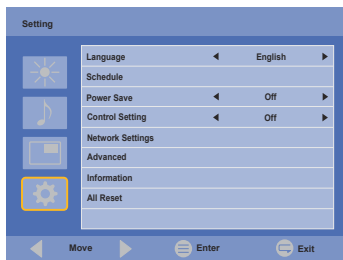 Setting
Language English
Schedule
Power Save Off
Control Setting Off
Network Settings
Advanced
Information
All Reset
Move Enter Exit